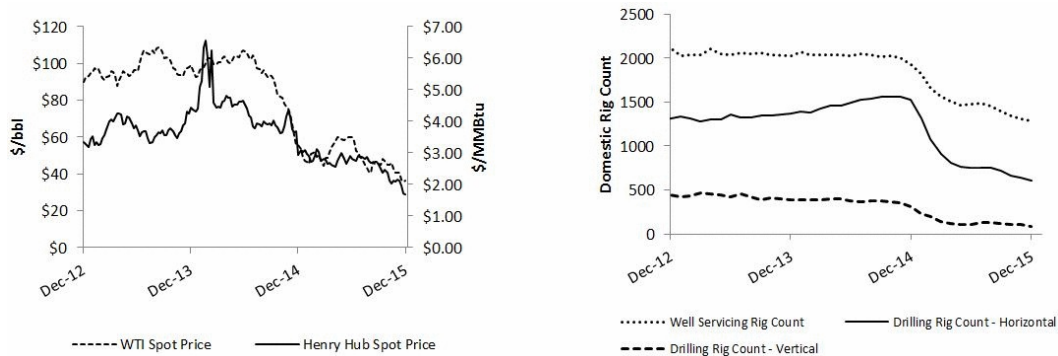 $120
$100
$80
$60
$40
$20
$0
$/bbl
$7.00
$6.00
$5.00
$4.00
$3.00
$2.00
$1.00
$0.00
$/MMBtu
Dec-12
Dec-13
Dec-14
Dec-15
WTI Spot Price
Henry Hub Spot Price
2500
2000
1500
1000
500
0
Domestic Rig Count
Dec-12
Dec-13
Dec-14
Dec-15
Well Servicing Rig Count
Drilling Rig Count - Horizontal
Drilling Rig Count - Vertical